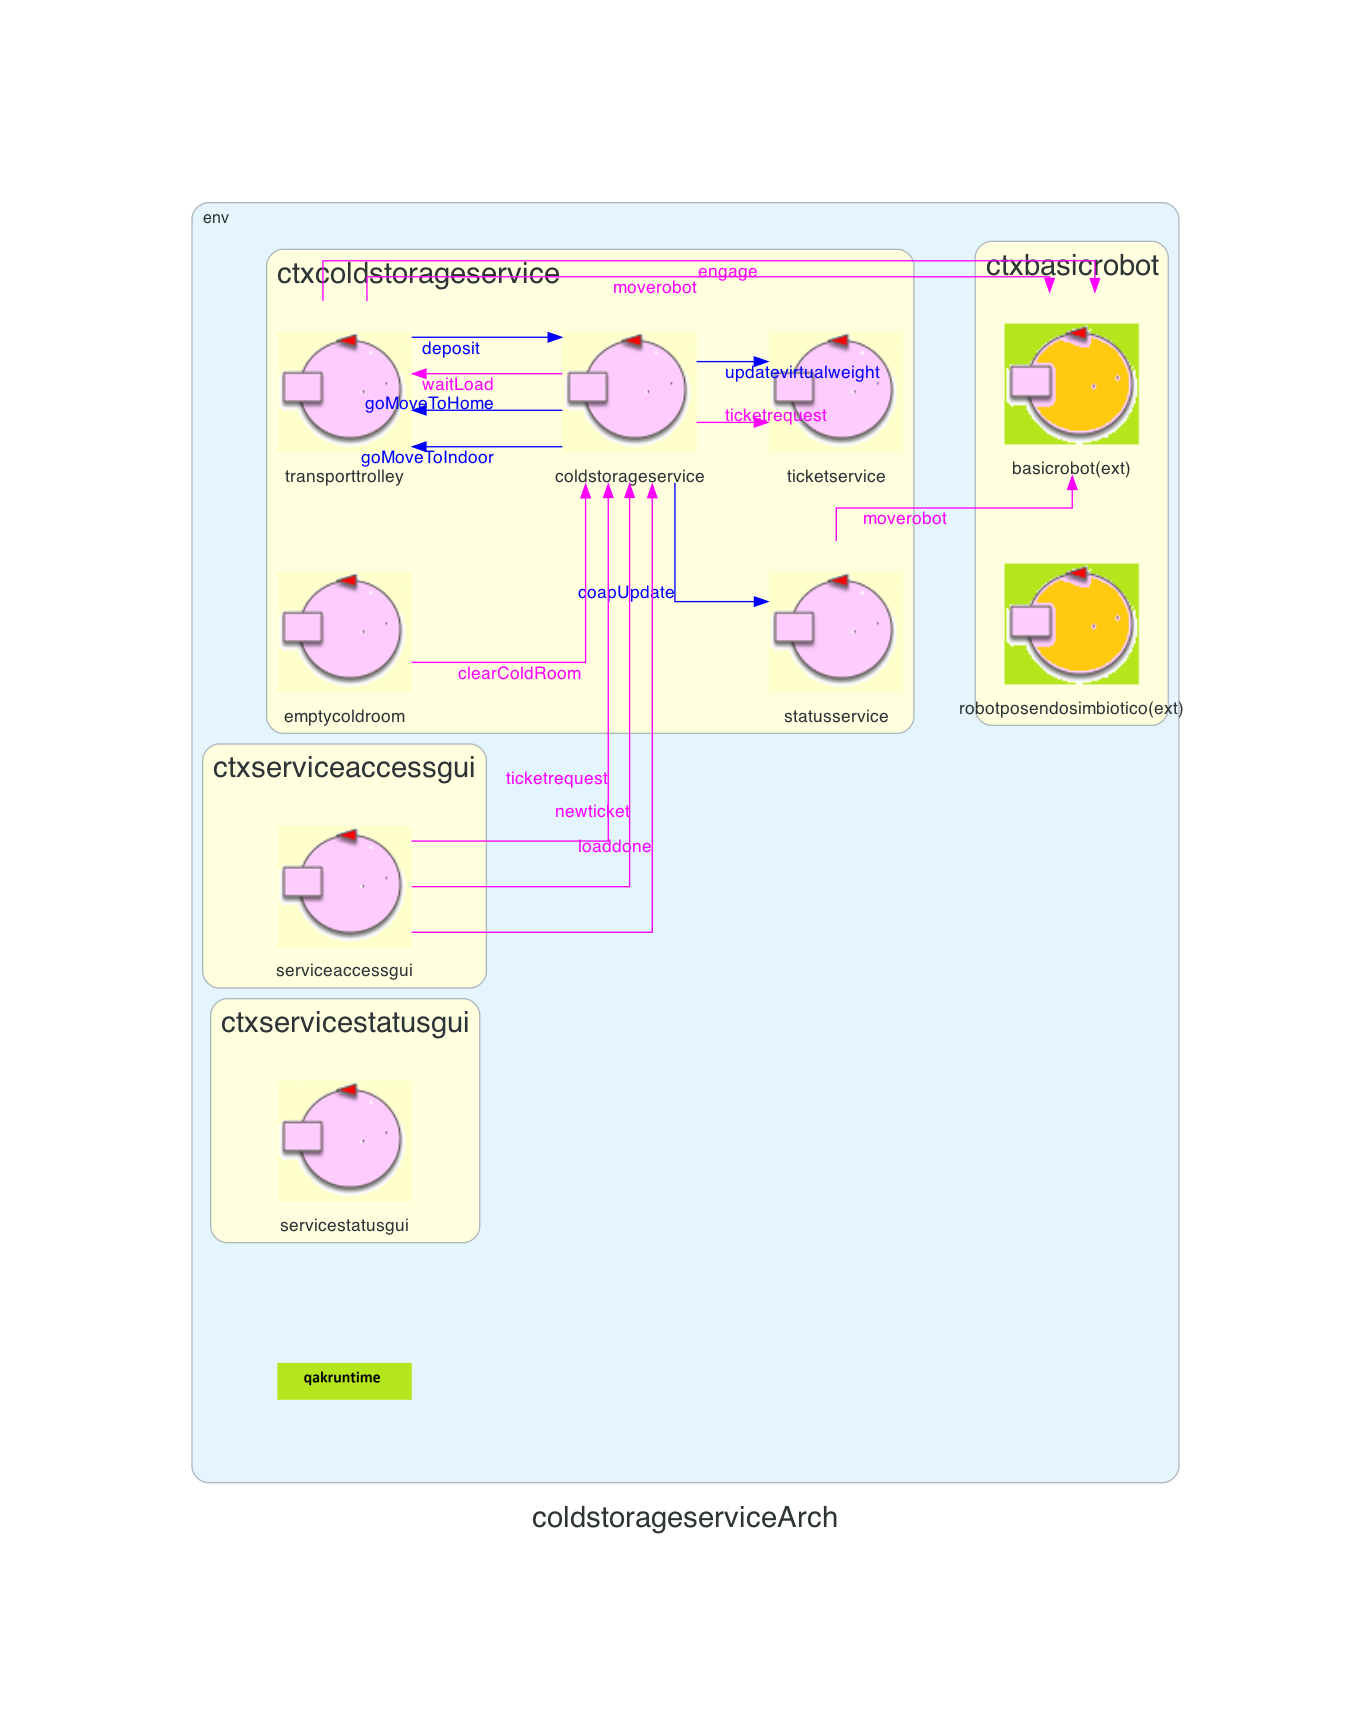 env
ctxcoldstorageservice
ctxbasicrobot
engage
moverobot
deposit
waitLoad
goMoveToHome
goMoveToIndoor
updatevirtualweight
ticketrequest
transporttrolley
coldstorageservice
ticketservice
basicrobot(ext)
moverobot
coapUpdate
clearColdRoom
emptycoldroom
statusservice
robotposendosimbiotico(ext)
ctxserviceaccessgui
ticketrequest
newticket
loaddone
serviceaccessgui
ctxservicestatusgui
servicestatusgui
qakruntime
coldstorageserviceArch